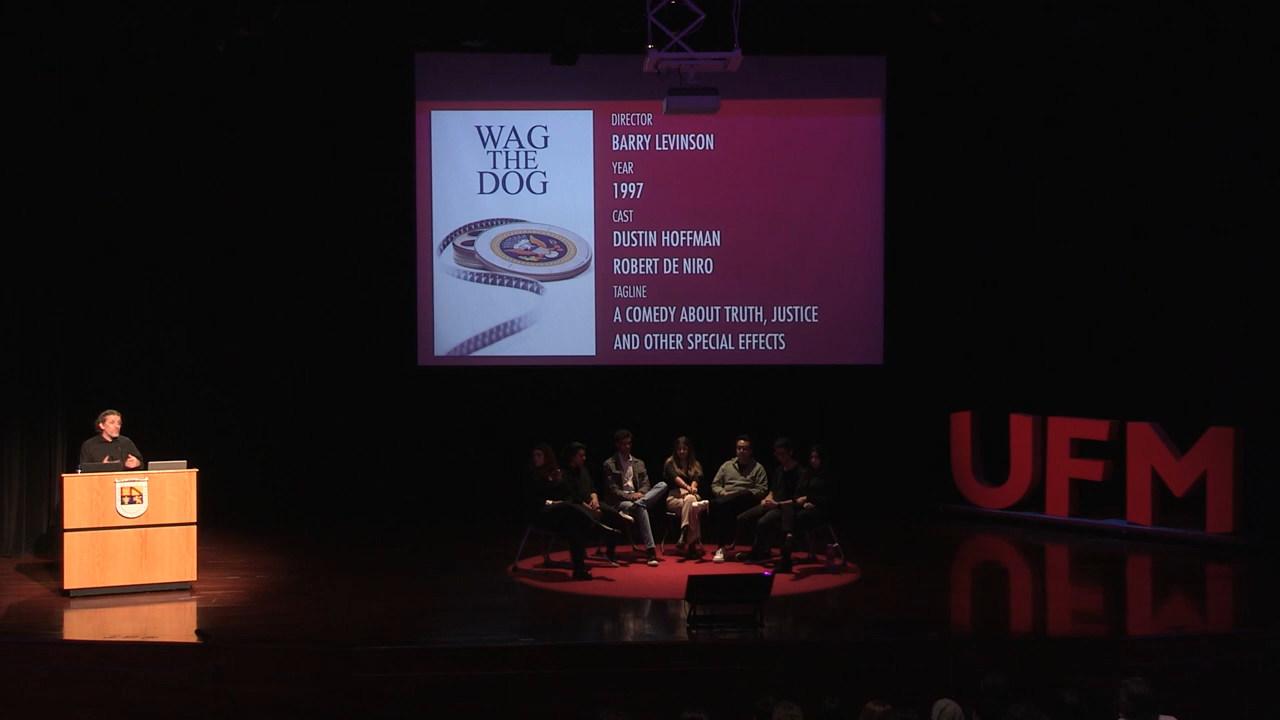 WAG
THE
DOG
DIRECTOR
BARRY LEVINSON
YEAR
1997
CAST
DUSTIN HOFFMAN
ROBERT DE NIRO
TAGLINE
A COMEDY ABOUT TRUTH, JUSTICE
AND OTHER SPECIAL EFFECTS
UFM